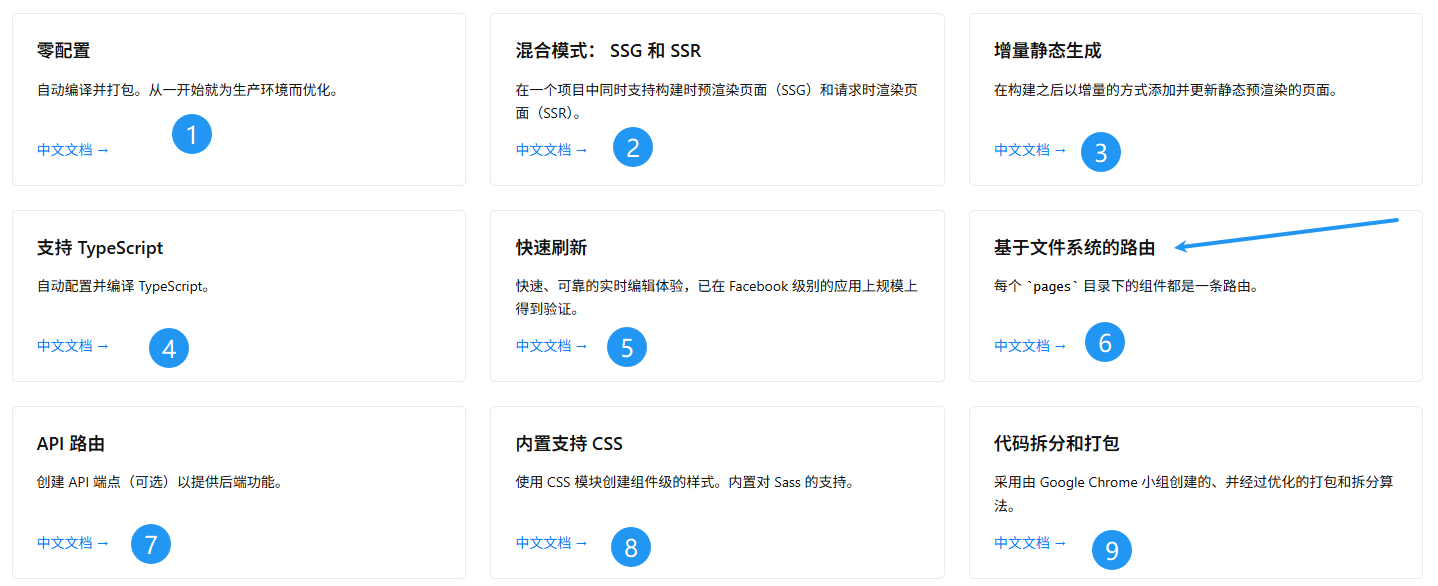 零配置
自动编译并打包。从一开始就为生产环境而优化。
中文文档 →
1
混合模式： SSG 和 SSR
在一个项目中同时支持构建时预渲染页面（SSG）和请求时渲染页
面（SSR）。
中文文档 →
2
增量静态生成
在构建之后以增量的方式添加并更新静态预渲染的页面。
中文文档 →
3
支持 TypeScript
自动配置并编译 TypeScript。
中文文档 →
4
快速刷新
快速、可靠的实时编辑体验，已在 Facebook 级别的应用上规模上
得到验证。
中文文档 →
5
基于文件系统的路由
每个 `pages` 目录下的组件都是一条路由。
中文文档 →
6
API 路由
创建 API 端点（可选）以提供后端功能。
中文文档 →
7
内置支持 CSS
使用 CSS 模块创建组件级的样式。内置对 Sass 的支持。
中文文档 →
8
代码拆分和打包
采用由 Google Chrome 小组创建的、并经过优化的打包和拆分算
法。
中文文档 →
9